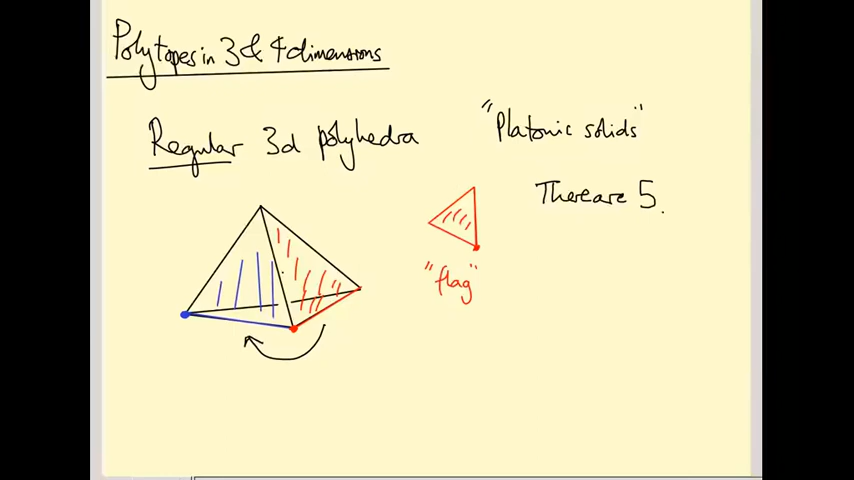 Polytopes in 3 & 4 dimensions
Regular 3d polyhedra
"Platonic solids"
There are 5.
"flag"